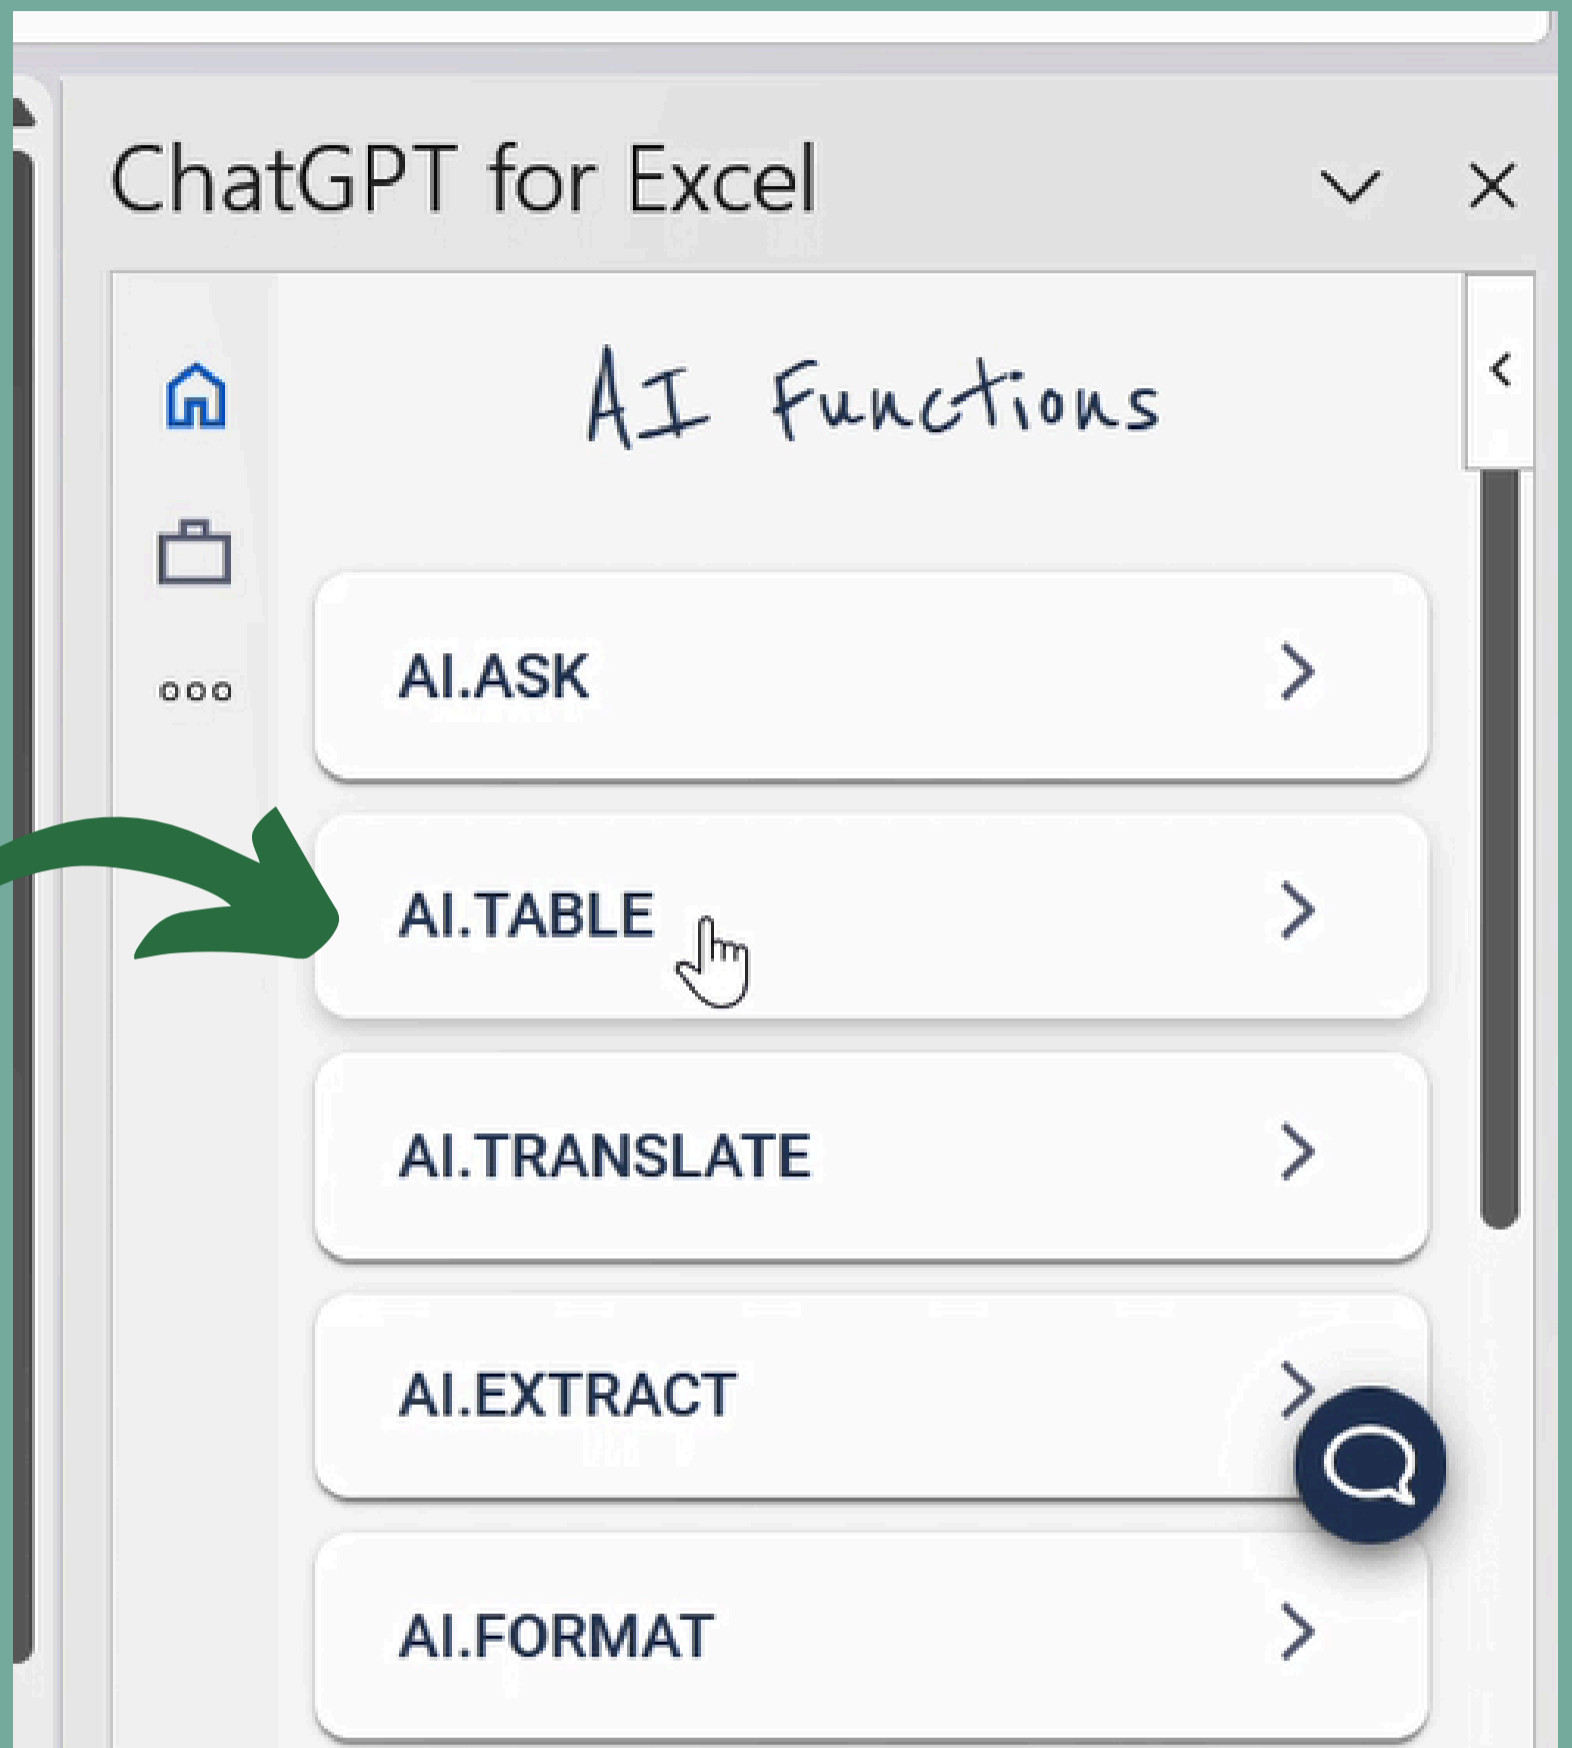 ChatGPT for Excel
AI Functions
AI.ASK
AI.TABLE
AI.TRANSLATE
AI.EXTRACT
AI.FORMAT